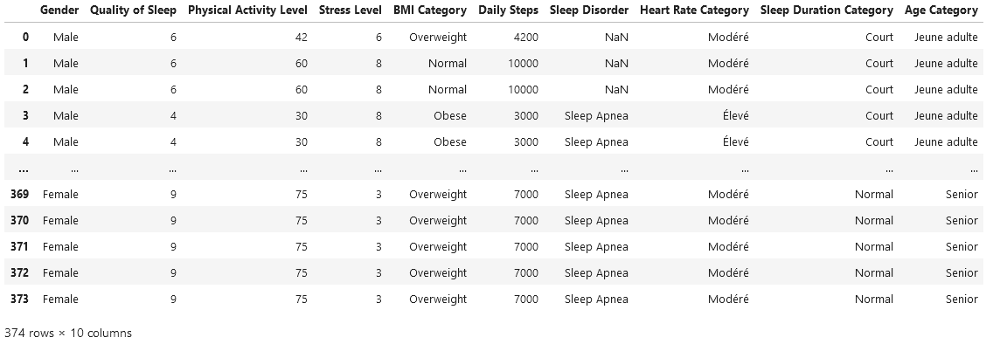 Gender Quality of Sleep Physical Activity Level Stress Level BMI Category Daily Steps Sleep Disorder Heart Rate Category Sleep Duration Category Age Category
0 Male 6 42 6 Overweight 4200 NaN Modéré Court Jeune adulte
1 Male 6 60 8 Normal 10000 NaN Modéré Court Jeune adulte
2 Male 6 60 8 Normal 10000 NaN Modéré Court Jeune adulte
3 Male 4 30 8 Obese 3000 Sleep Apnea Élevé Court Jeune adulte
4 Male 4 30 8 Obese 3000 Sleep Apnea Élevé Court Jeune adulte
... ... ... ... ... ... ... ... ... ... ...
369 Female 9 75 3 Overweight 7000 Sleep Apnea Modéré Normal Senior
370 Female 9 75 3 Overweight 7000 Sleep Apnea Modéré Normal Senior
371 Female 9 75 3 Overweight 7000 Sleep Apnea Modéré Normal Senior
372 Female 9 75 3 Overweight 7000 Sleep Apnea Modéré Normal Senior
373 Female 9 75 3 Overweight 7000 Sleep Apnea Modéré Normal Senior
374 rows × 10 columns